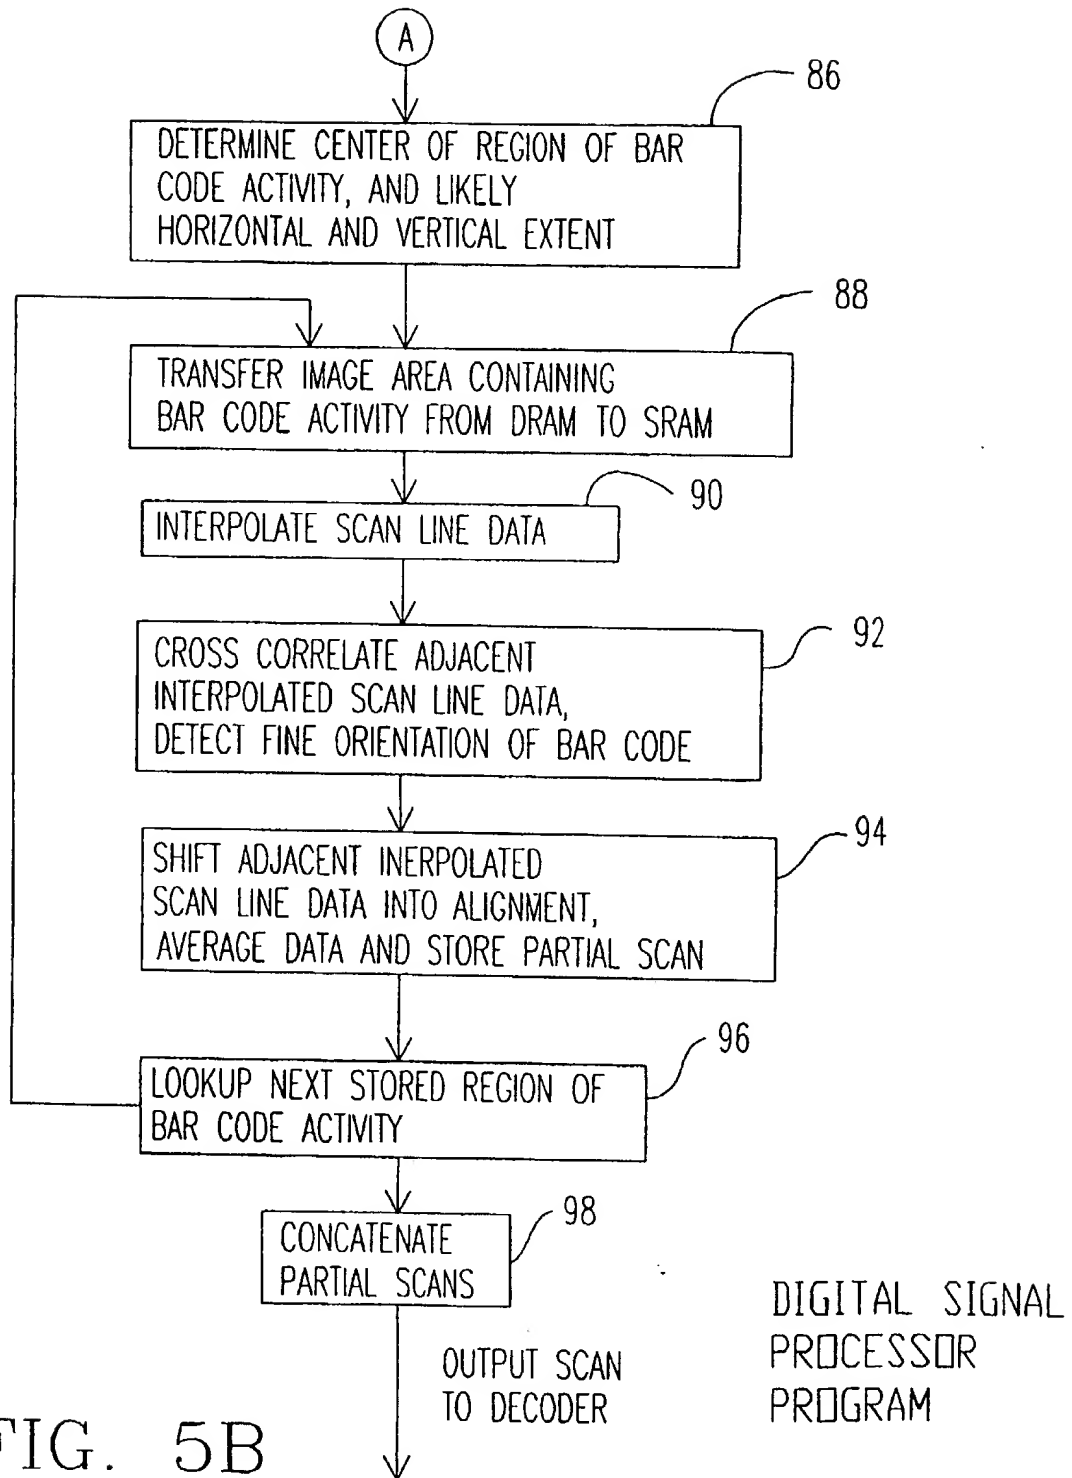 A
86
DETERMINE CENTER OF REGION OF BAR
CODE ACTIVITY, AND LIKELY
HORIZONTAL AND VERTICAL EXTENT
88
TRANSFER IMAGE AREA CONTAINING
BAR CODE ACTIVITY FROM DRAM TO SRAM
90
INTERPOLATE SCAN LINE DATA
92
CROSS CORRELATE ADJACENT
INTERPOLATED SCAN LINE DATA,
DETECT FINE ORIENTATION OF BAR CODE
94
SHIFT ADJACENT INERPOLATED
SCAN LINE DATA INTO ALIGNMENT,
AVERAGE DATA AND STORE PARTIAL SCAN
96
LOOKUP NEXT STORED REGION OF
BAR CODE ACTIVITY
98
CONCATENATE
PARTIAL SCANS
OUTPUT SCAN
TO DECODER
DIGITAL SIGNAL
PROCESSOR
PROGRAM
FIG. 5B